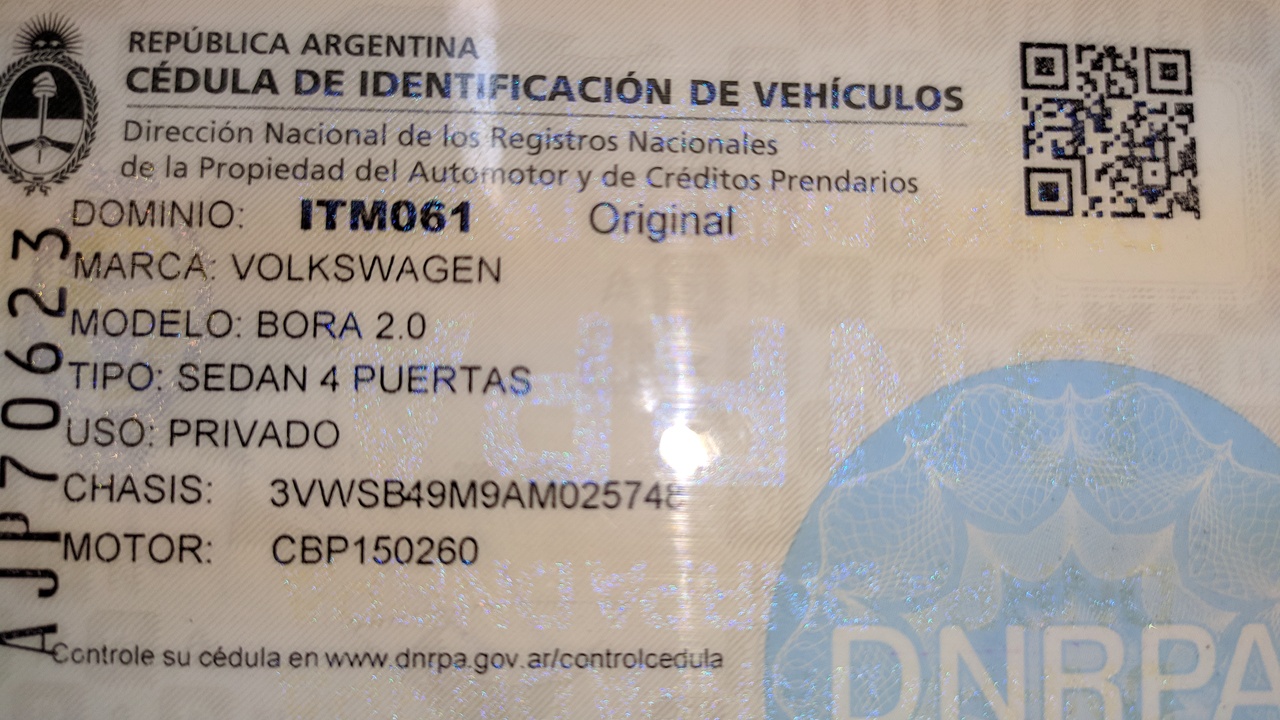 REPÚBLICA ARGENTINA
CÉDULA DE IDENTIFICACIÓN DE VEHÍCULOS
Dirección Nacional de los Registros Nacionales
de la Propiedad del Automotor y de Créditos Prendarios
DOMINIO: ITM061 Original
MARCA: VOLKSWAGEN
MODELO: BORA 2.0
TIPO: SEDAN 4 PUERTAS
USO: PRIVADO
CHASIS: 3VWSB49M9AM025748
MOTOR: CBP150260
Controle su cédula en www.dnrpa.gov.ar/controlcedula
AJP70623
DNRPA